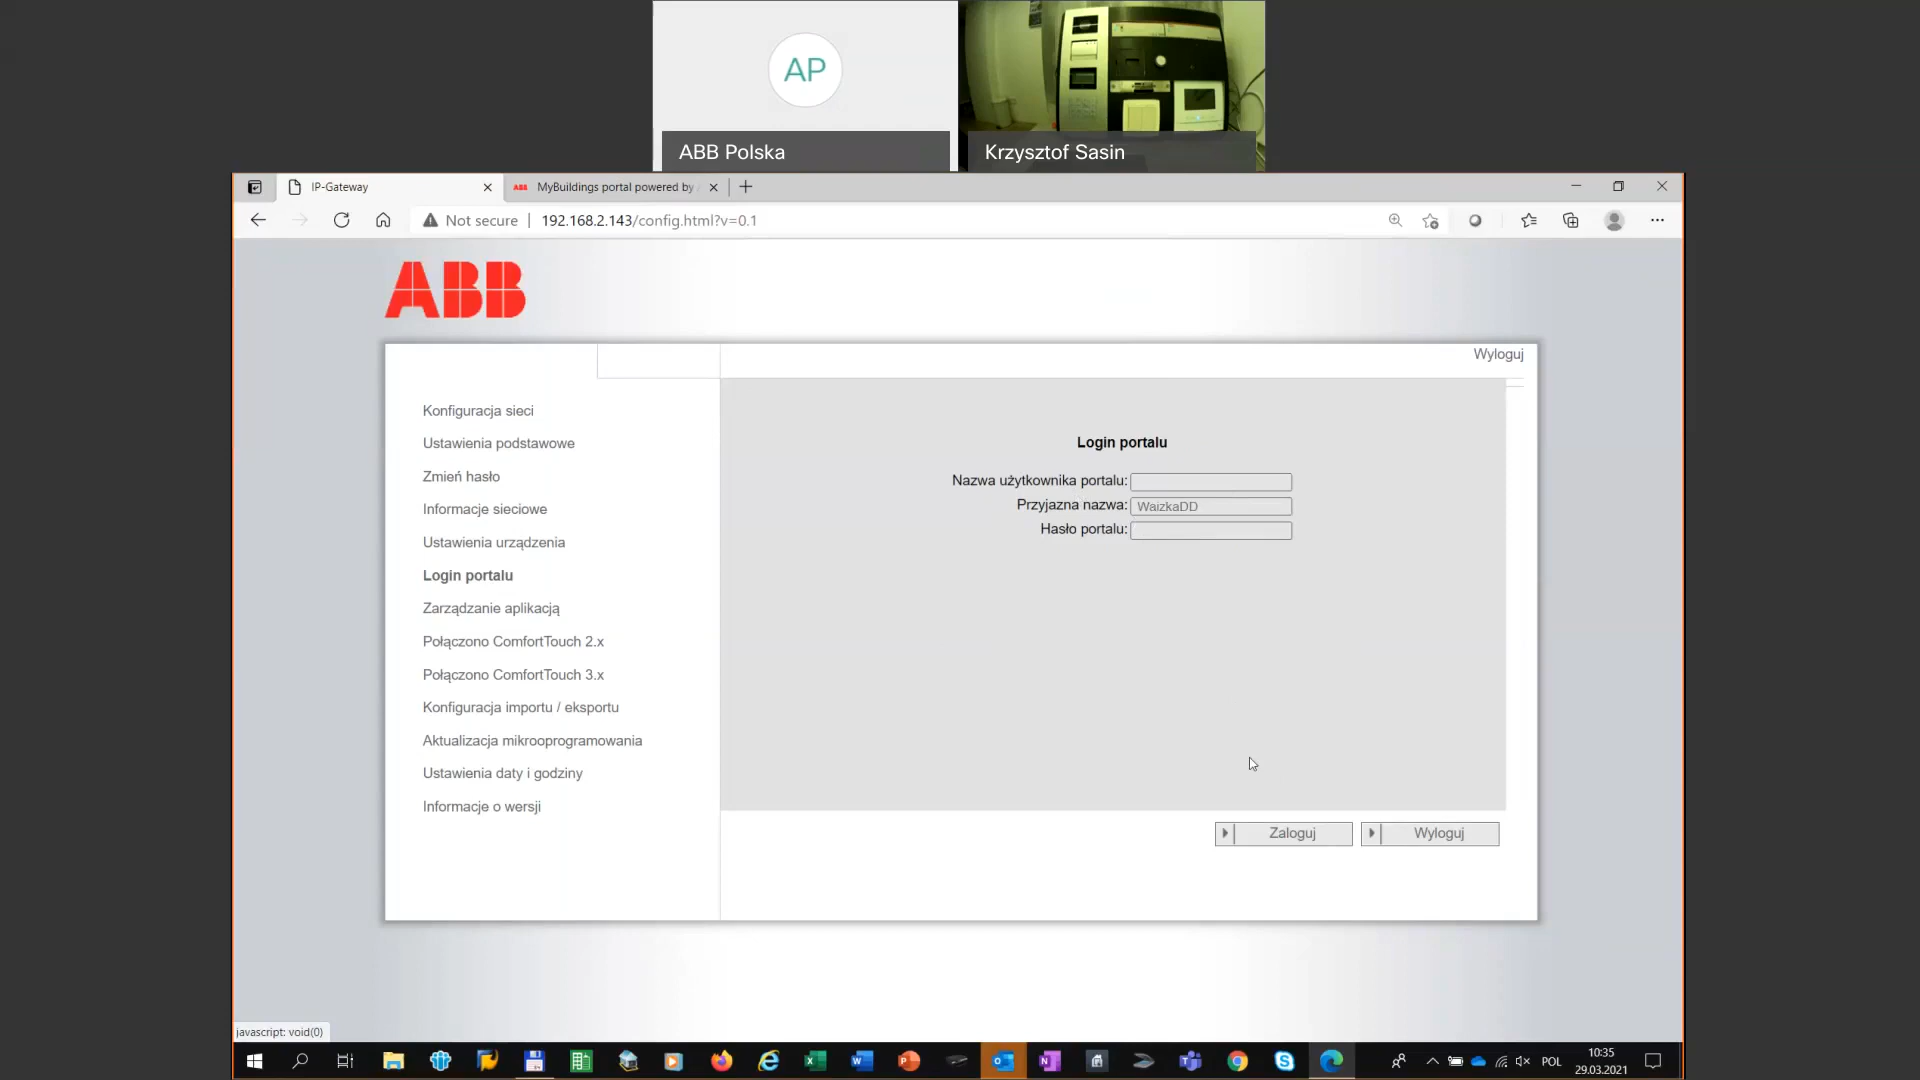 AP
ABB Polska
Krzysztof Sasin
IP-Gateway
ABB MyBuildings portal powered by
Not secure | 192.168.2.143/config.html?v=0.1
ABB
Wyloguj
Konfiguracja sieci
Ustawienia podstawowe
Zmień hasło
Informacje sieciowe
Ustawienia urządzenia
Login portalu
Zarządzanie aplikacją
Połączono ComfortTouch 2.x
Połączono ComfortTouch 3.x
Konfiguracja importu / eksportu
Aktualizacja mikrooprogramowania
Ustawienia daty i godziny
Informacje o wersji
Login portalu
Nazwa użytkownika portalu:
Przyjazna nazwa: WaizkaDD
Hasło portalu:
Zaloguj
Wyloguj
javascript: void(0)
POL
10:35
29.03.2021